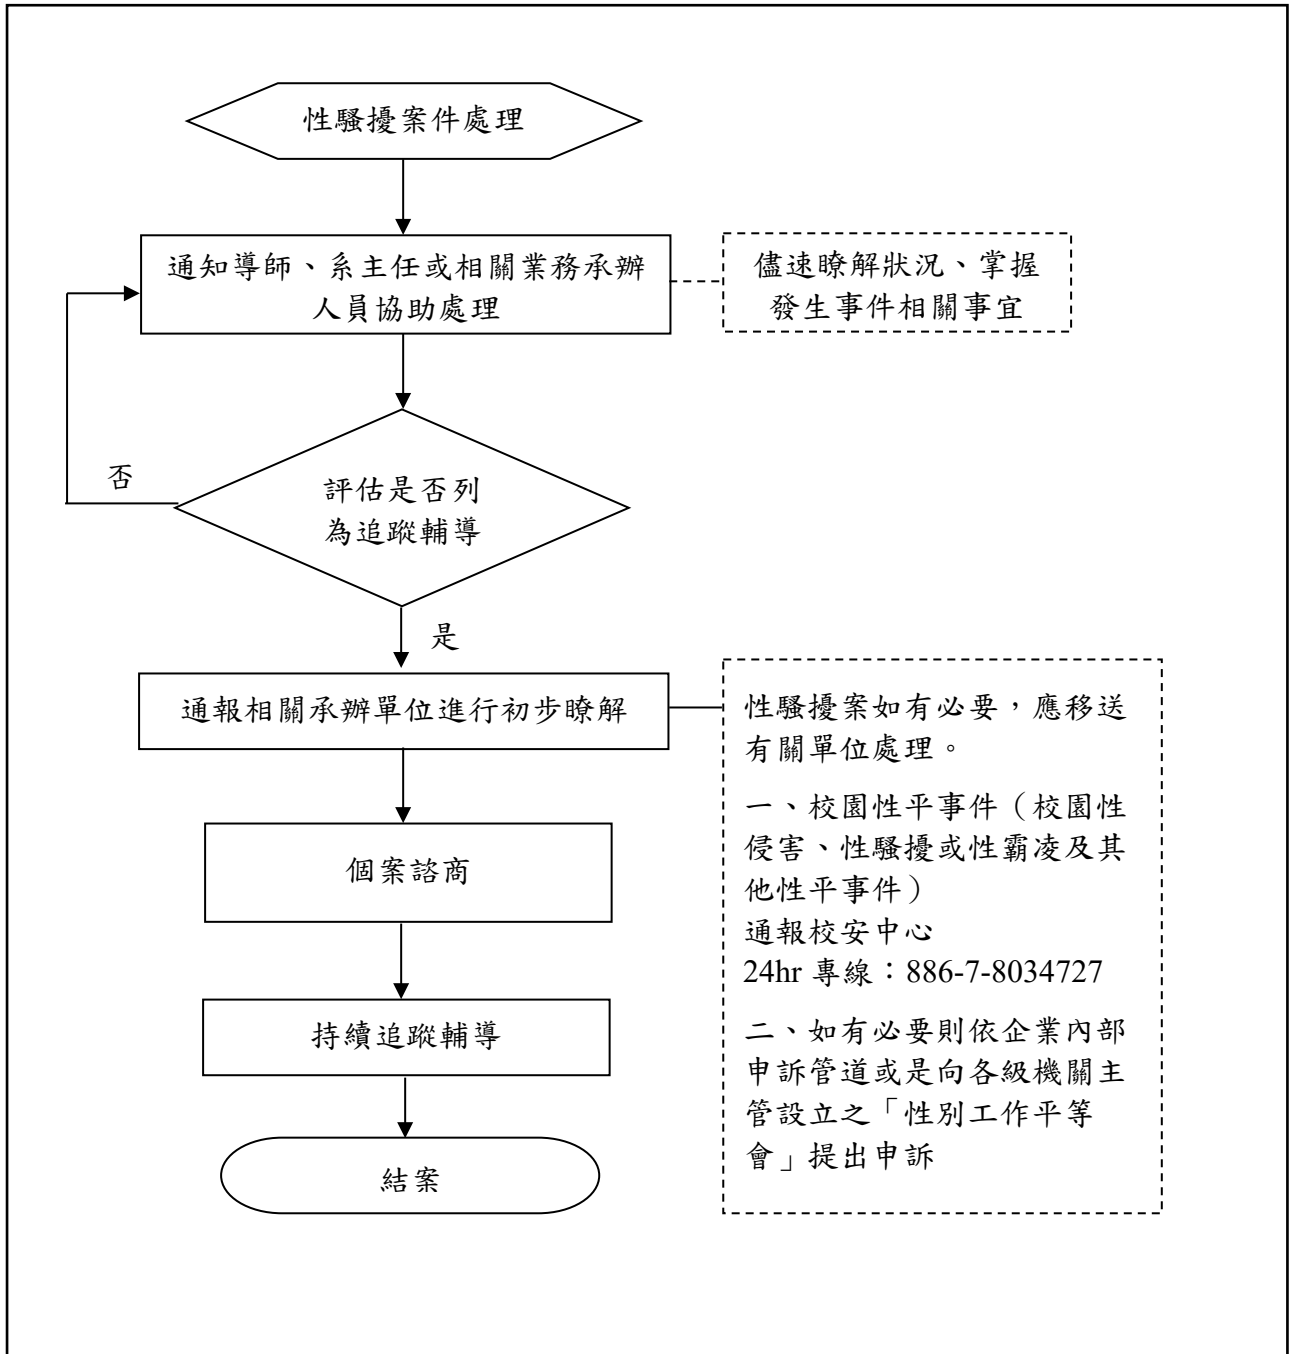 性騷擾案件處理
通知導師、系主任或相關業務承辦
人員協助處理
儘速瞭解狀況、掌握
發生事件相關事宜
否
評估是否列
為追蹤輔導
是
通報相關承辦單位進行初步瞭解
性騷擾案如有必要，應移送
有關單位處理。
一、校園性平事件（校園性
侵害、性騷擾或性霸凌及其
他性平事件）
通報校安中心
24hr 專線：886-7-8034727
二、如有必要則依企業內部
申訴管道或是向各級機關主
管設立之「性別工作平等
會」提出申訴
個案諮商
持續追蹤輔導
結案